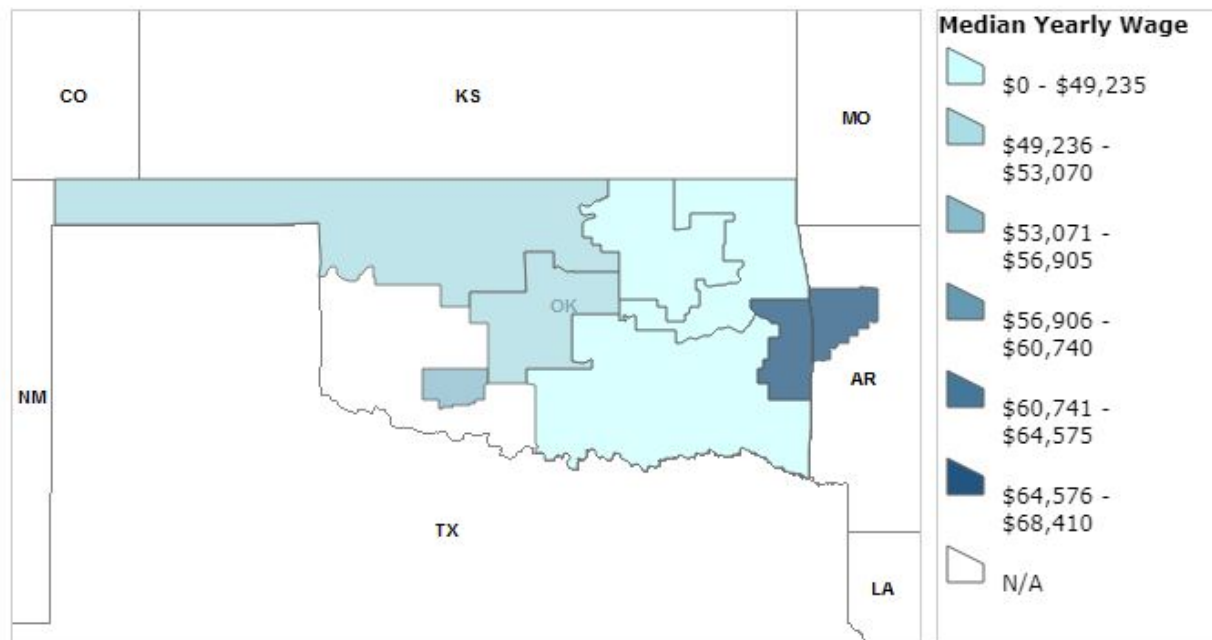 Median Yearly Wage
$0 - $49,235
$49,236 -
$53,070
$53,071 -
$56,905
$56,906 -
$60,740
$60,741 -
$64,575
$64,576 -
$68,410
N/A
CO
KS
MO
OK
NM
AR
TX
LA